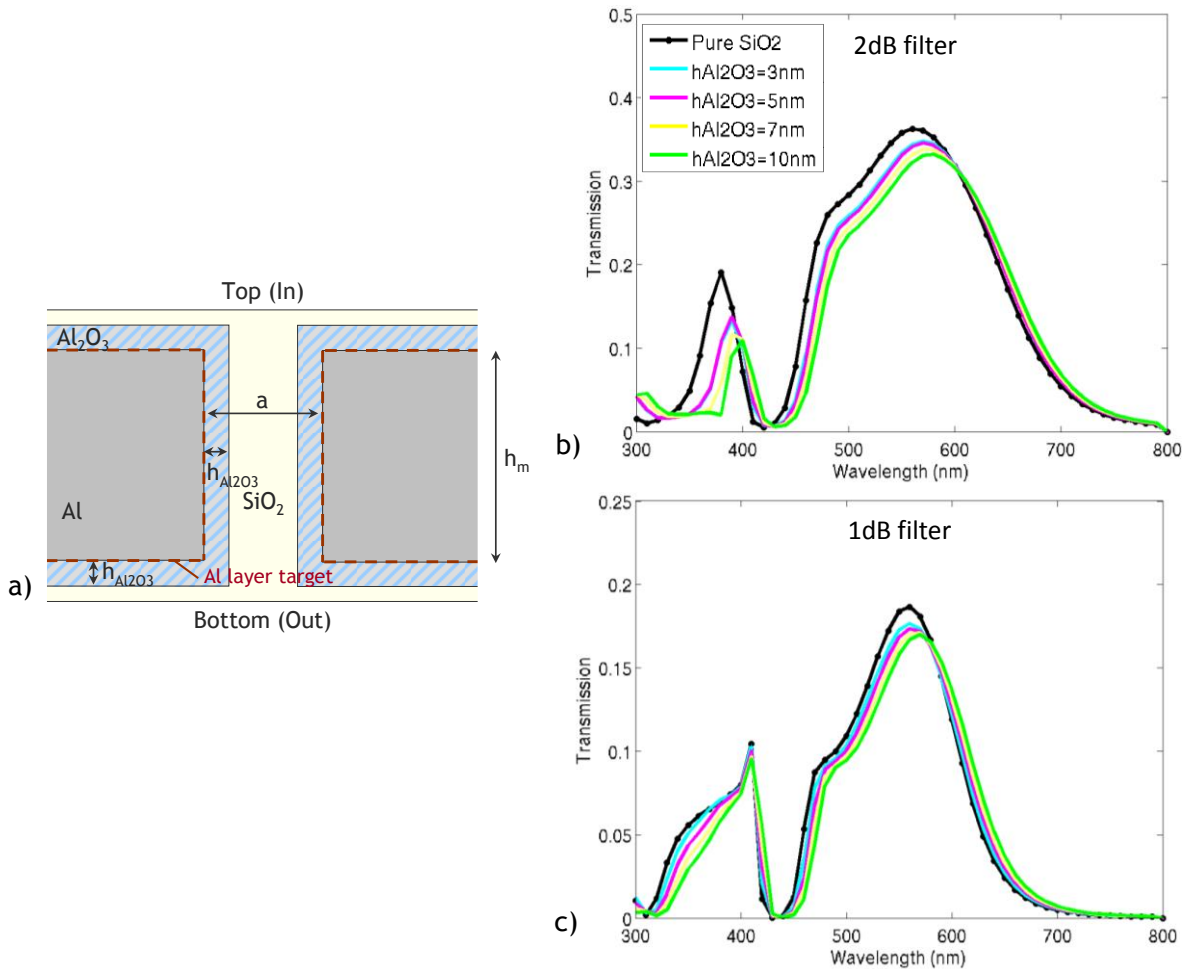 Top (In)
Al₂O₃
a
h_Al2O3
h_m
SiO₂
Al
h_Al2O3
Al layer target
a)
Bottom (Out)
2dB filter
Pure SiO2
hAl2O3=3nm
hAl2O3=5nm
hAl2O3=7nm
hAl2O3=10nm
0.5
0.4
0.3
0.2
0.1
0
Transmission
300 400 500 600 700 800
Wavelength (nm)
b)
1dB filter
0.25
0.2
0.15
0.1
0.05
0
Transmission
300 400 500 600 700 800
Wavelength (nm)
c)